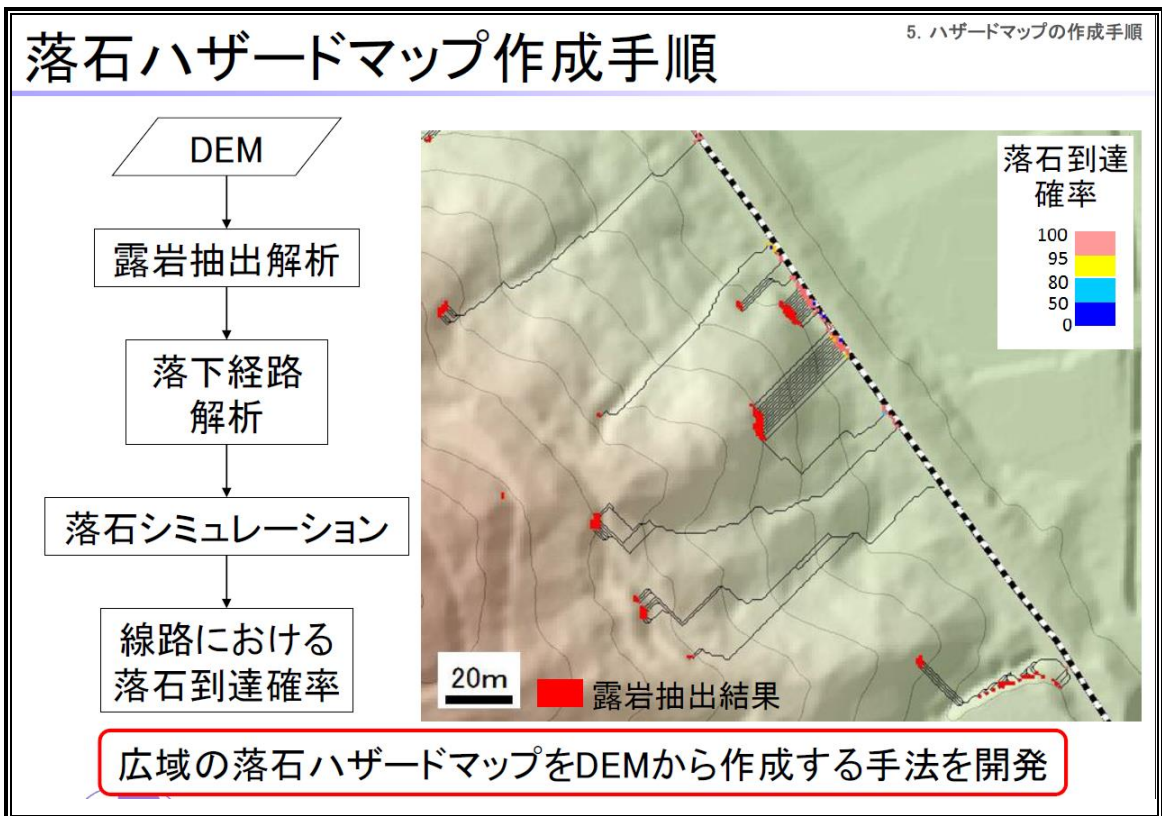 5. ハザードマップの作成手順
落石ハザードマップ作成手順
DEM
露岩抽出解析
落下経路
解析
落石シミュレーション
線路における
落石到達確率
落石到達
確率
100
95
80
50
0
20m
露岩抽出結果
広域の落石ハザードマップをDEMから作成する手法を開発